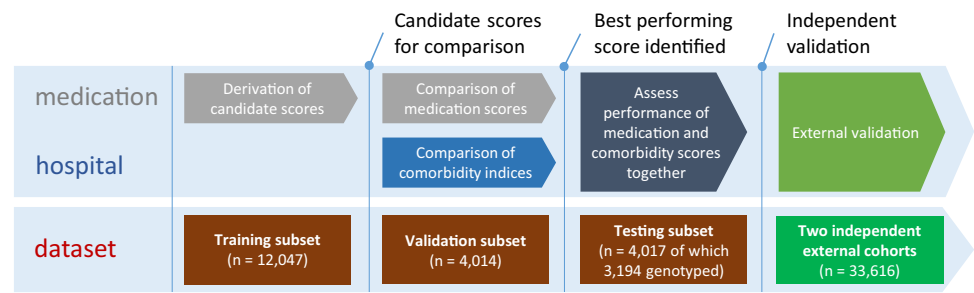 Candidate scores
for comparison
Best performing
score identified
Independent
validation
medication
Derivation of
candidate scores
Comparison of
medication scores
Assess
performance of
medication and
comorbidity scores
together
External validation
hospital
Comparison of
comorbidity indices
dataset
Training subset
(n = 12,047)
Validation subset
(n = 4,014)
Testing subset
(n = 4,017 of which
3,194 genotyped)
Two independent
external cohorts
(n = 33,616)